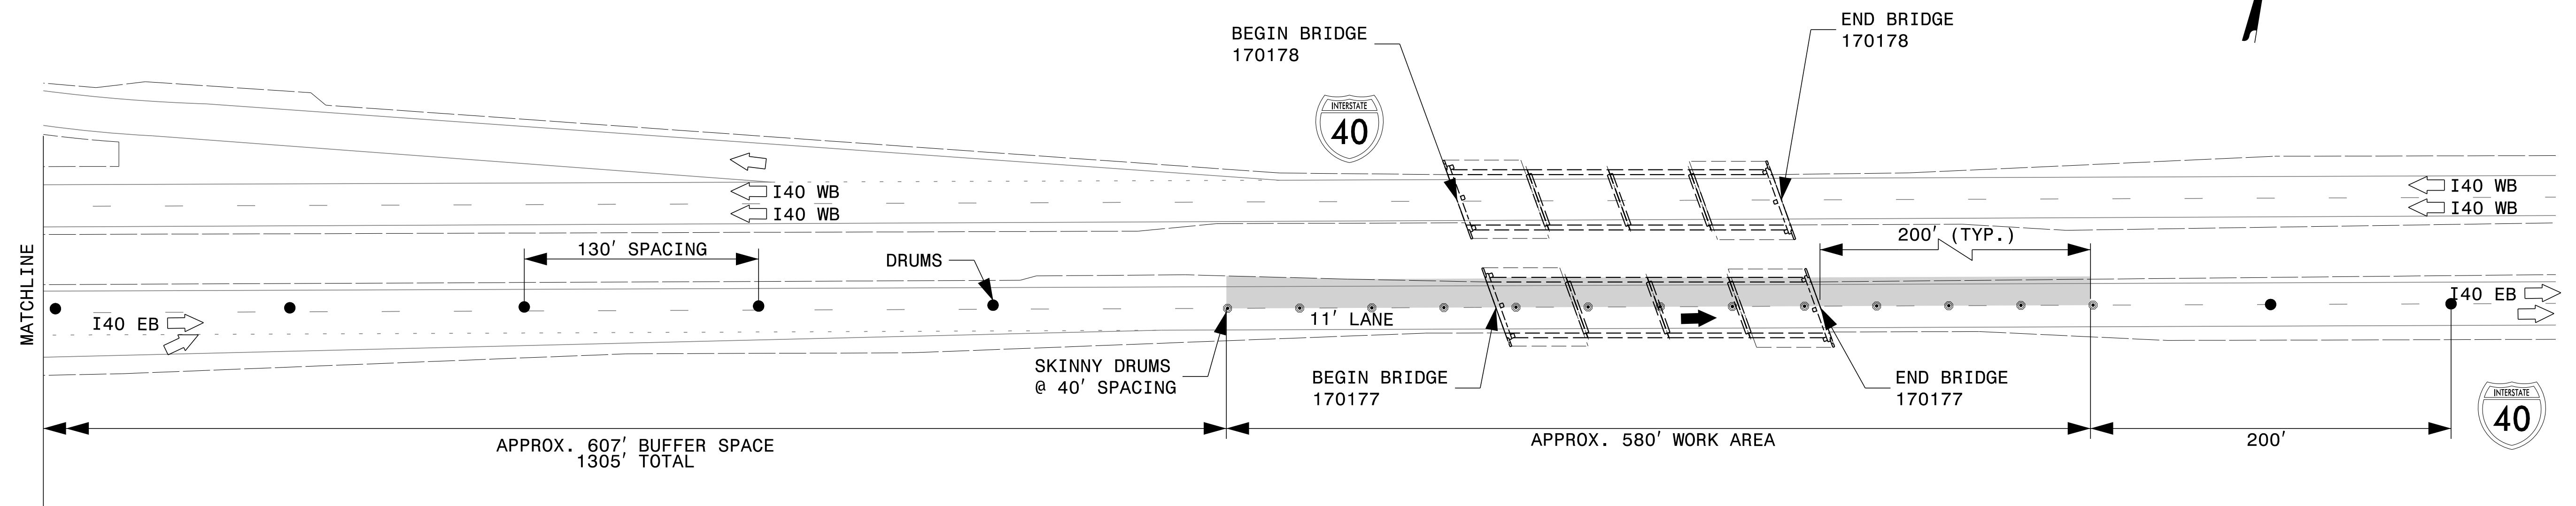 BEGIN BRIDGE
170178
END BRIDGE
170178
INTERSTATE
40
I40 WB
I40 WB
I40 WB
I40 WB
MATCHLINE
130' SPACING
DRUMS
200' (TYP.)
I40 EB
11' LANE
I40 EB
SKINNY DRUMS
@ 40' SPACING
BEGIN BRIDGE
170177
END BRIDGE
170177
INTERSTATE
40
APPROX. 607' BUFFER SPACE
1305' TOTAL
APPROX. 580' WORK AREA
200'